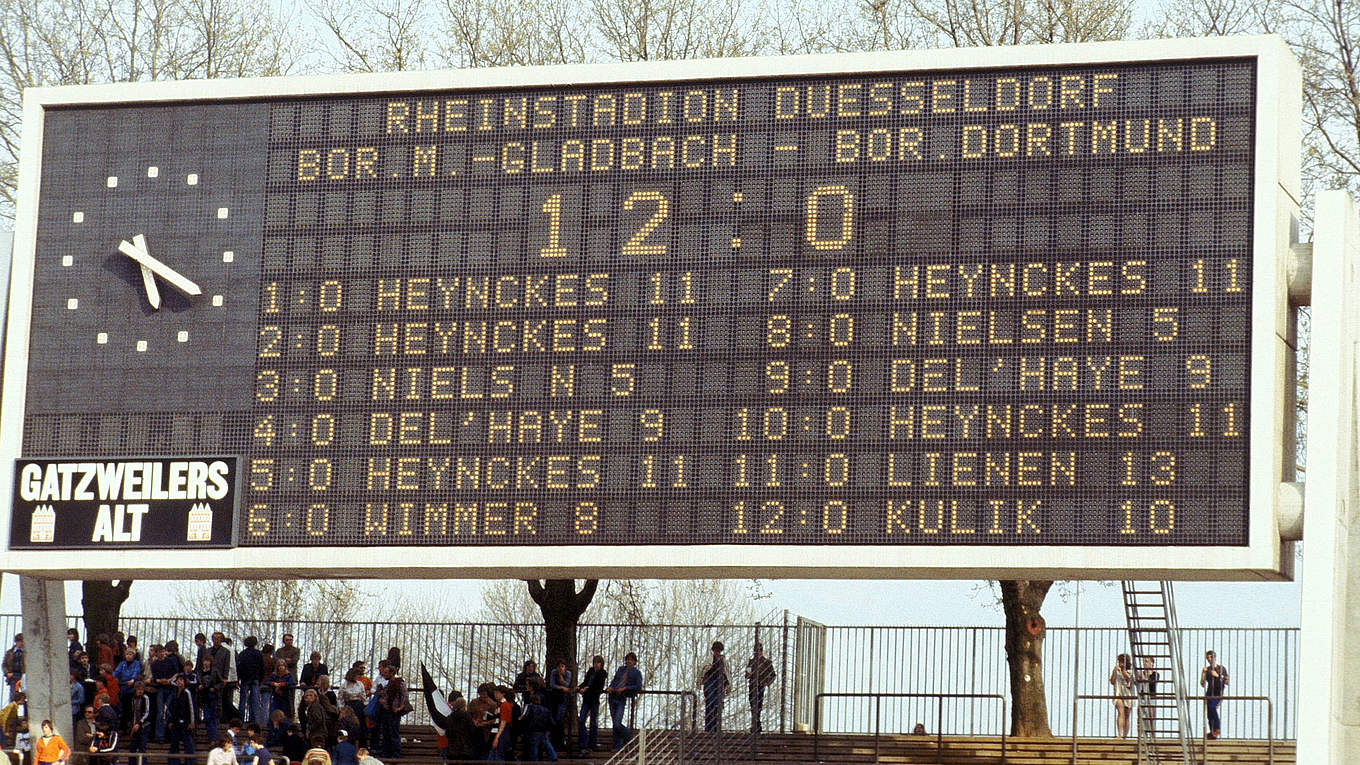 RHEINSTADION DUESSELDORF
BOR.M.-GLADBACH - BOR.DORTMUND
12:0
1:0 HEYNCKES 11 7:0 HEYNCKES 11
2:0 HEYNCKES 11 8:0 NIELSEN 5
3:0 NIELS N 5 9:0 DEL'HAYE 9
4:0 DEL'HAYE 9 10:0 HEYNCKES 11
5:0 HEYNCKES 11 11:0 LIENEN 13
6:0 WIMMER 8 12:0 KULIK 10
GATZWEILERS
ALT